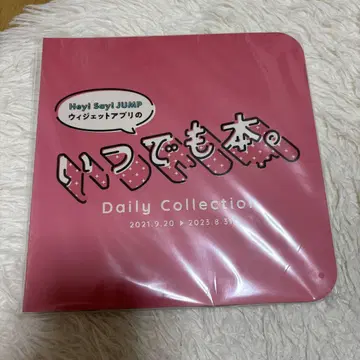 Hey! Say! JUMP
ウィジェットアプリの
いつでも本。
Daily Collection
2021.9.20 ▶ 2023.8.31